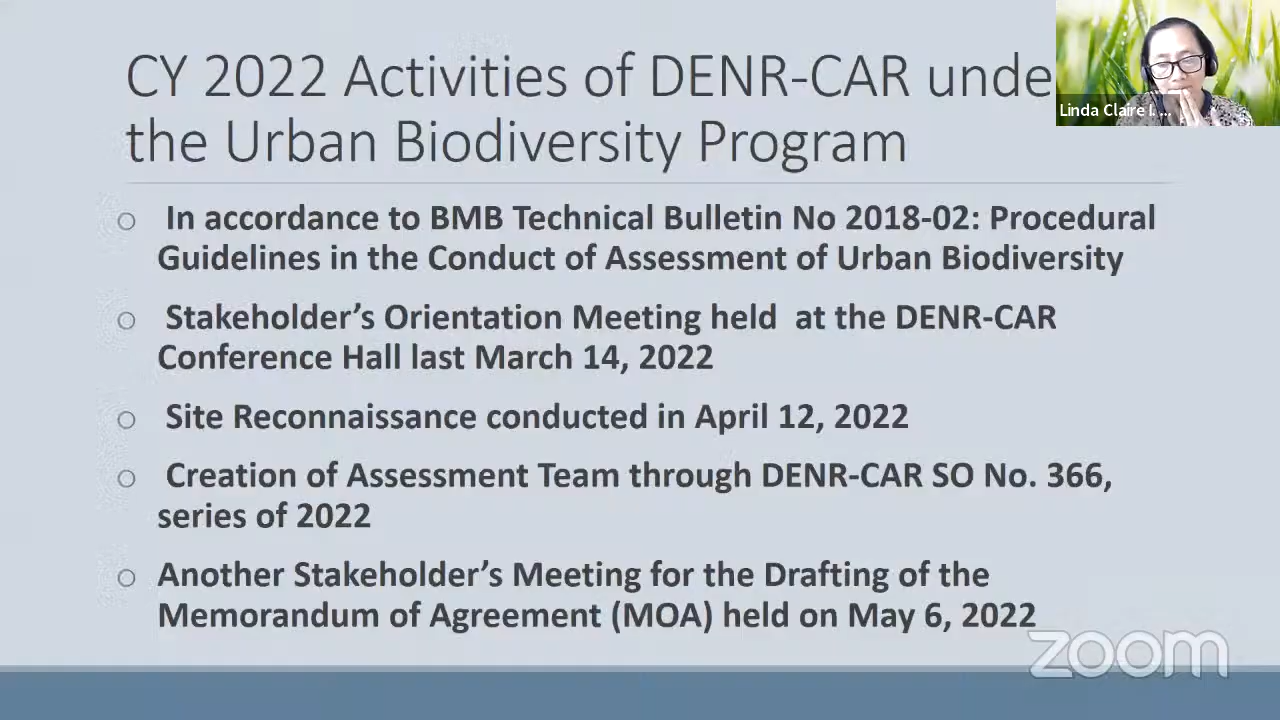 CY 2022 Activities of DENR-CAR unde
the Urban Biodiversity Program
Linda Claire I. ...
In accordance to BMB Technical Bulletin No 2018-02: Procedural
Guidelines in the Conduct of Assessment of Urban Biodiversity
Stakeholder’s Orientation Meeting held at the DENR-CAR
Conference Hall last March 14, 2022
Site Reconnaissance conducted in April 12, 2022
Creation of Assessment Team through DENR-CAR SO No. 366,
series of 2022
Another Stakeholder’s Meeting for the Drafting of the
Memorandum of Agreement (MOA) held on May 6, 2022
zoom